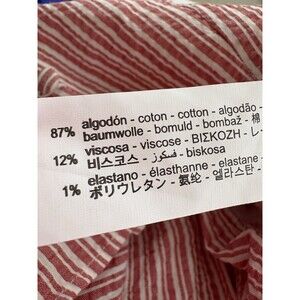 87% algodón - coton - cotton - algodão -
baumwolle - bomuld - bombaž - 棉
12% viscosa - viscose - ΒΙΣΚΟΖΗ -
비스코스 - فسكوز - biskosa
1% elastano - élasthanne - elastane -
ポリウレタン - 氨纶 - 엘라스탄 -